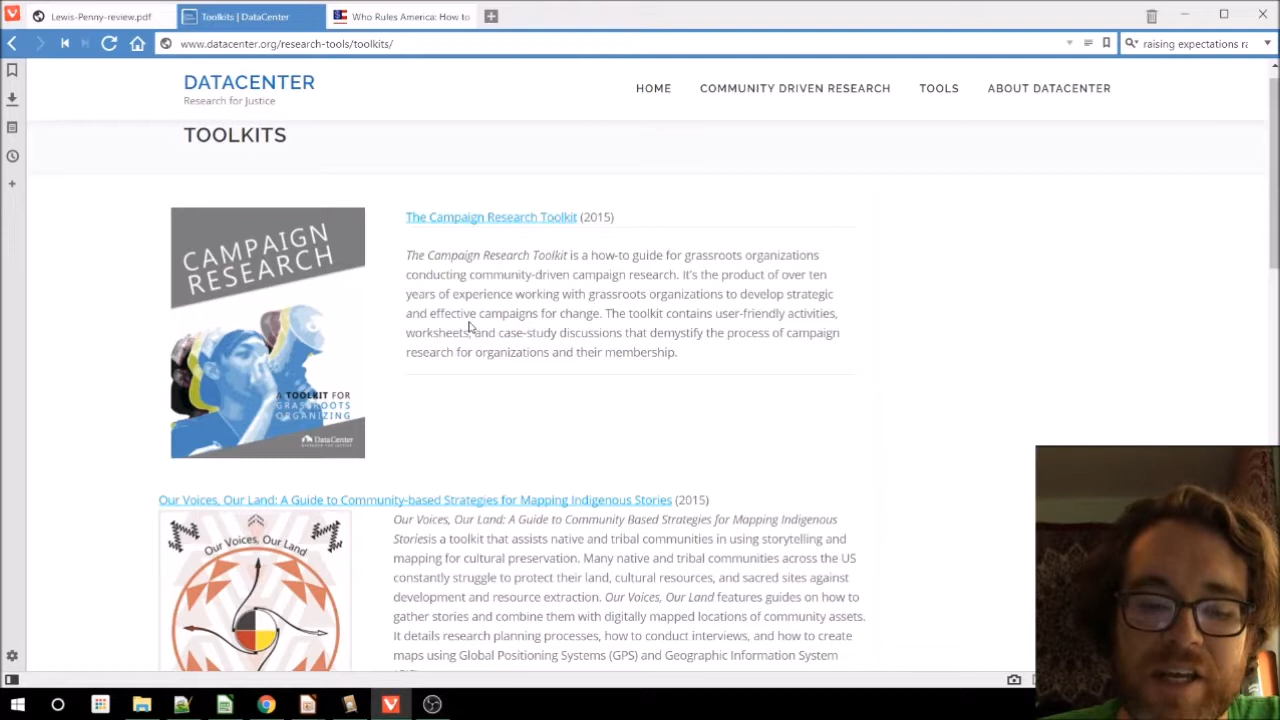 Lewis-Penny-review.pdf
Toolkits | DataCenter
Who Rules America: How to
www.datacenter.org/research-tools/toolkits/
raising expectations ra
DATACENTER
Research for Justice
HOME
COMMUNITY DRIVEN RESEARCH
TOOLS
ABOUT DATACENTER
TOOLKITS
CAMPAIGN
RESEARCH
A TOOLKIT FOR
GRASSROOTS
ORGANIZING
DataCenter
The Campaign Research Toolkit (2015)
The Campaign Research Toolkit is a how-to guide for grassroots organizations
conducting community-driven campaign research. It's the product of over ten
years of experience working with grassroots organizations to develop strategic
and effective campaigns for change. The toolkit contains user-friendly activities,
worksheets, and case-study discussions that demystify the process of campaign
research for organizations and their membership.
Our Voices, Our Land: A Guide to Community-based Strategies for Mapping Indigenous Stories (2015)
Our Voices, Our Land
Our Voices, Our Land: A Guide to Community Based Strategies for Mapping Indigenous
Storiesis a toolkit that assists native and tribal communities in using storytelling and
mapping for cultural preservation. Many native and tribal communities across the US
constantly struggle to protect their land, cultural resources, and sacred sites against
development and resource extraction. Our Voices, Our Land features guides on how to
gather stories and combine them with digitally mapped locations of community assets.
It details research planning processes, how to conduct interviews, and how to create
maps using Global Positioning Systems (GPS) and Geographic Information System